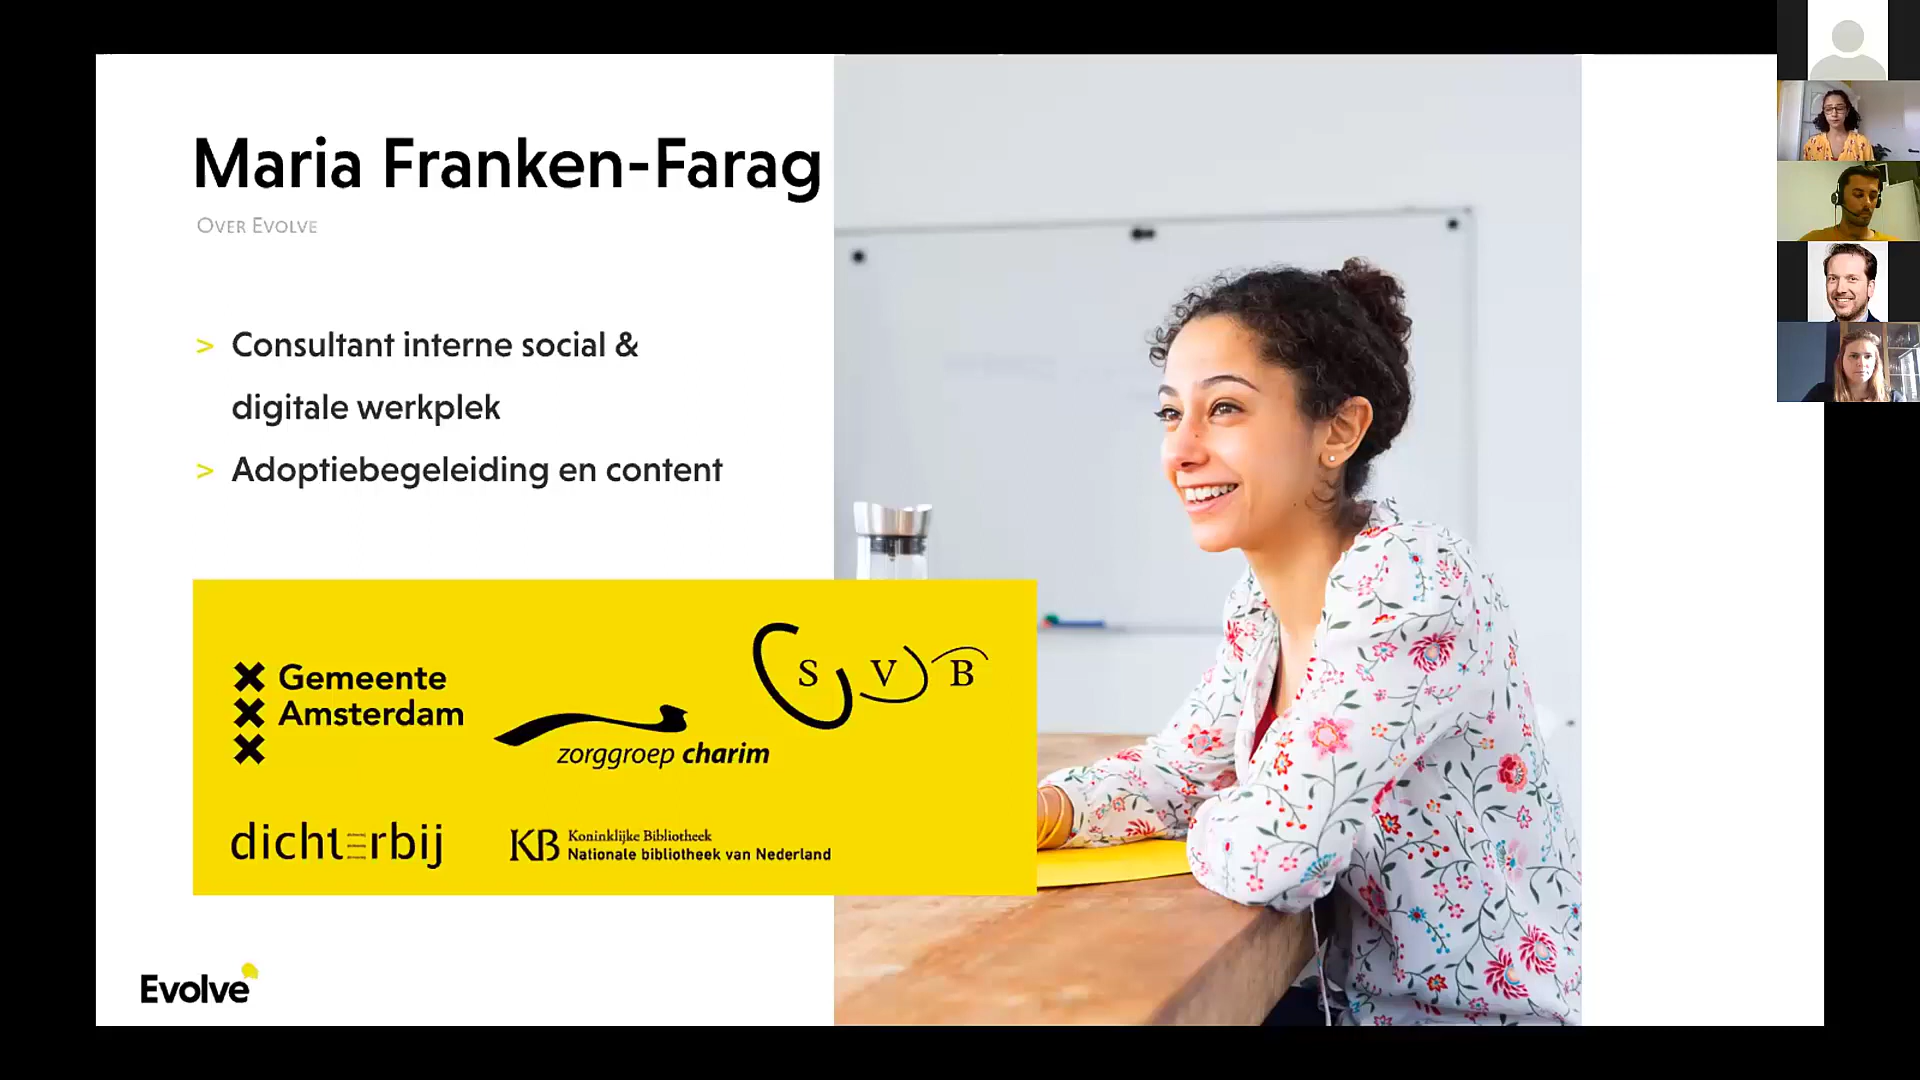 Maria Franken-Farag
Over Evolve
> Consultant interne social &
digitale werkplek
> Adoptiebegeleiding en content
Gemeente
Amsterdam
S V B
zorggroep charim
dichterbij
KB Koninklijke Bibliotheek
Nationale bibliotheek van Nederland
Evolve